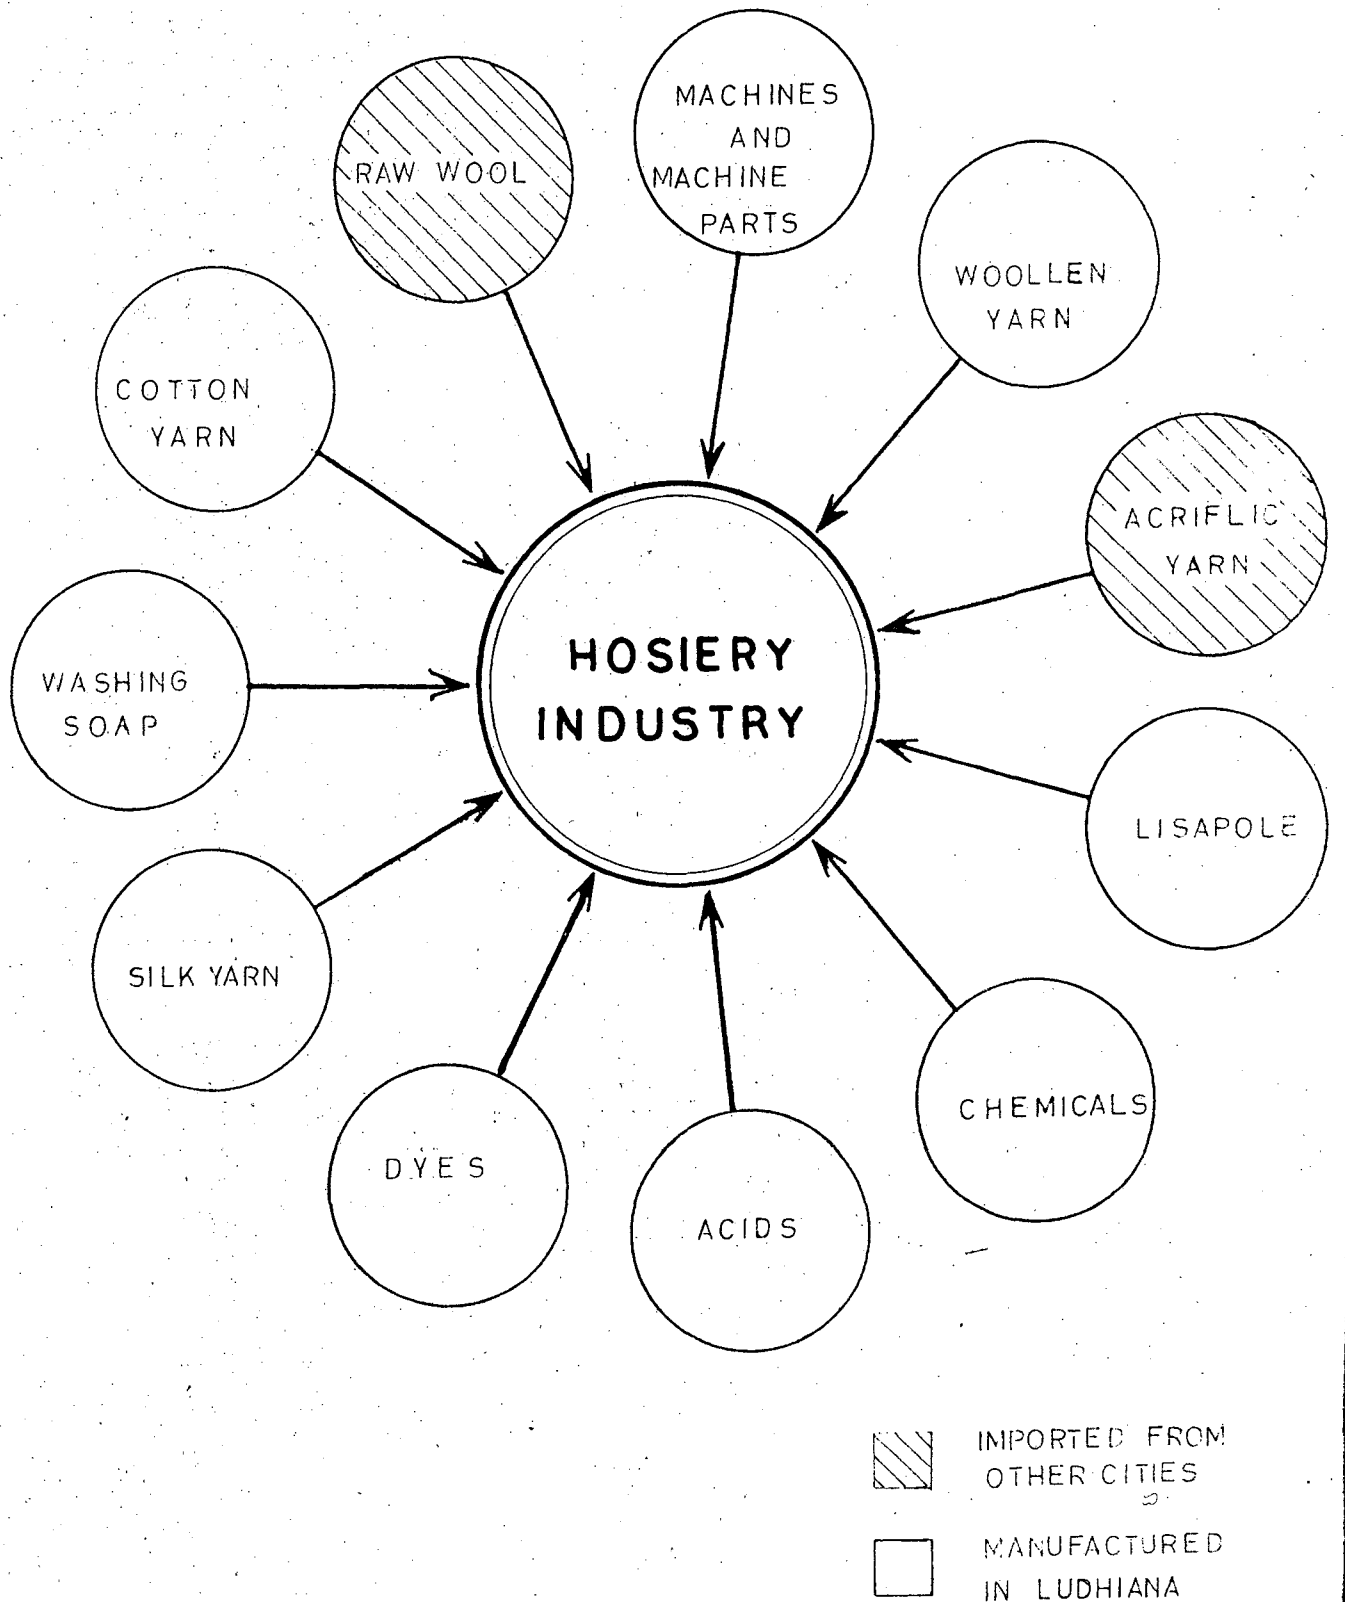 MACHINES
AND
MACHINE
PARTS
RAW WOOL
WOOLLEN
YARN
COTTON
YARN
ACRIFLIC
YARN
HOSIERY
INDUSTRY
WASHING
SOAP
LISAPOLE
SILK YARN
CHEMICALS
DYES
ACIDS
IMPORTED FROM
OTHER CITIES
MANUFACTURED
IN LUDHIANA